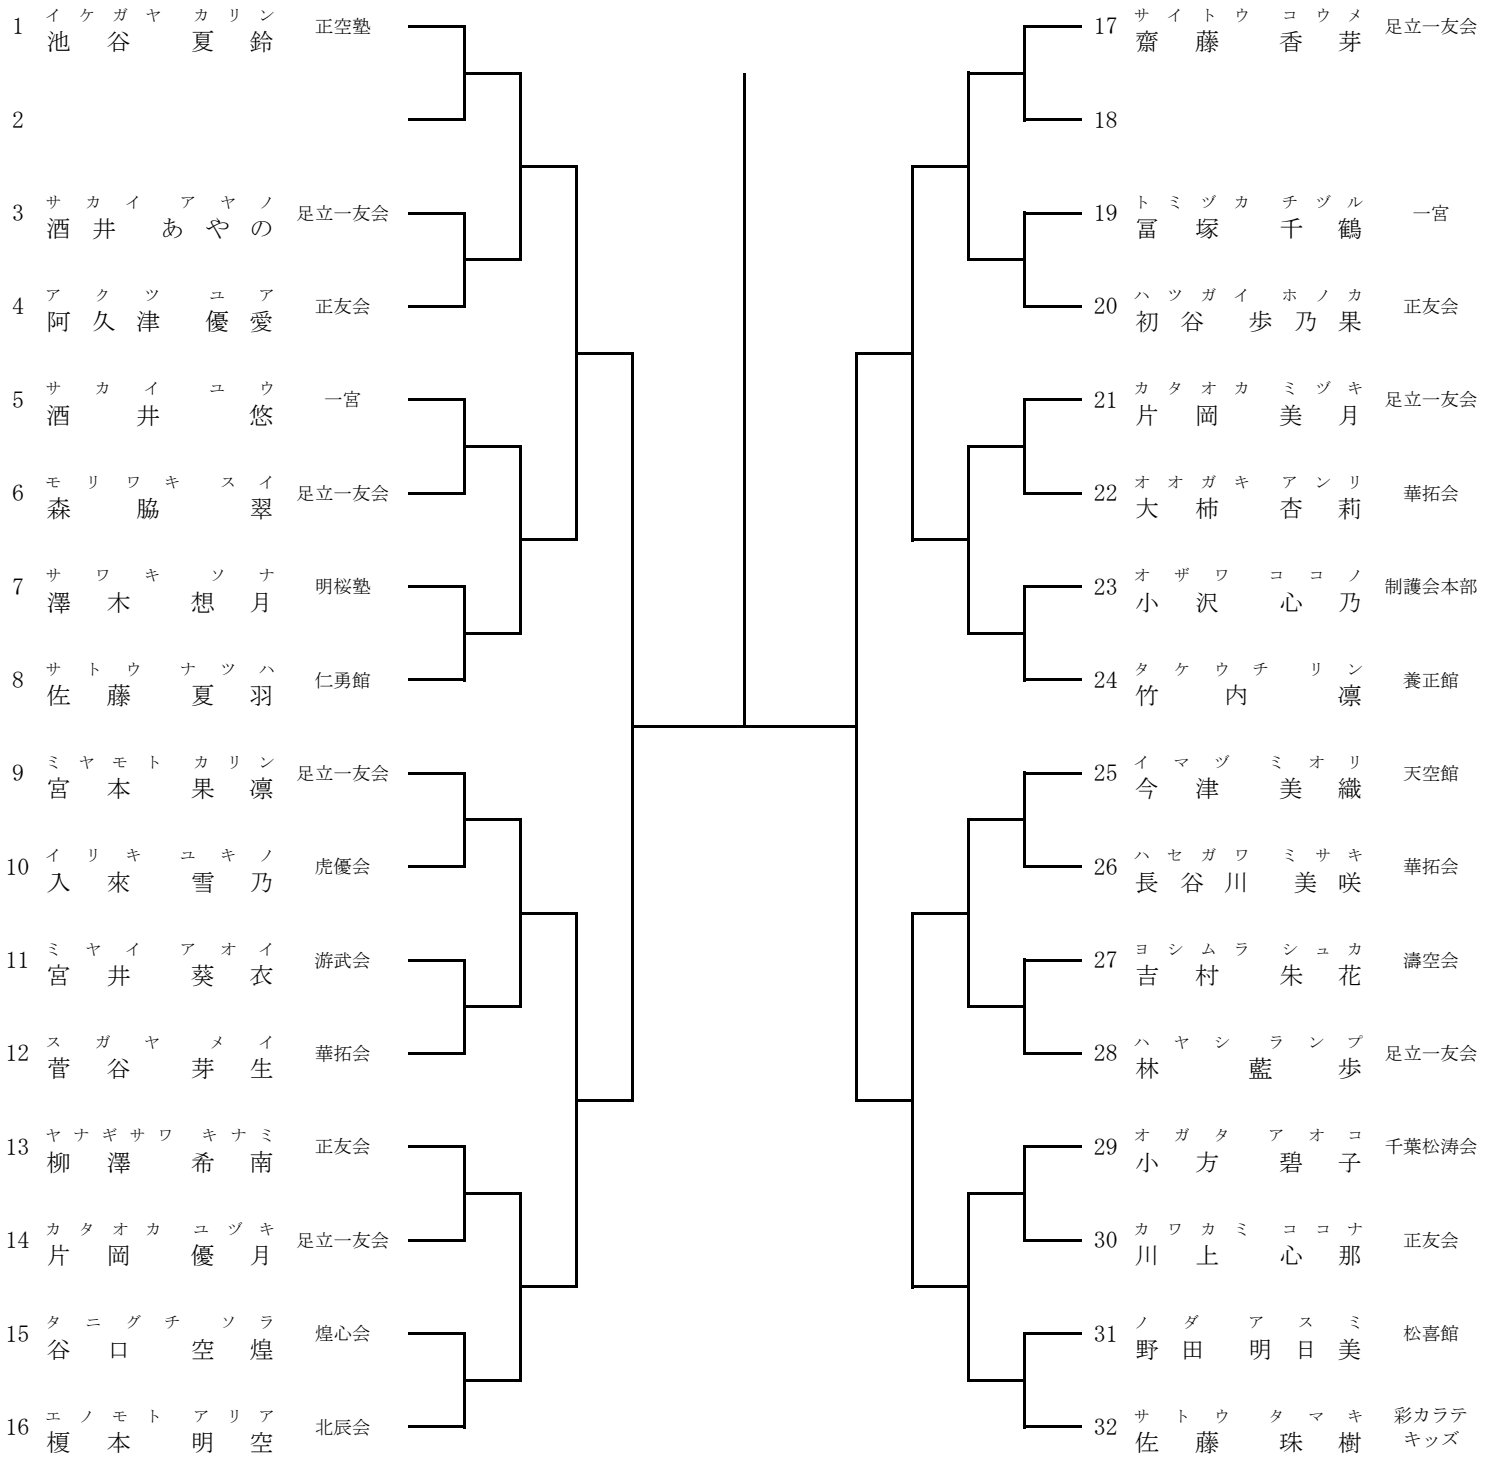 イケガヤ カリン
1 池谷 夏鈴 正空塾
2
サカイ アヤノ
3 酒井 あやの 足立一友会
アクツ ユア
4 阿久津 優愛 正友会
サカイ ユウ
5 酒井 悠 一宮
モリワキ スイ
6 森脇 翠 足立一友会
サワキ ソナ
7 澤木 想月 明桜塾
サトウ ナツハ
8 佐藤 夏羽 仁勇館
ミヤモト カリン
9 宮本 果凛 足立一友会
イリキ ユキノ
10 入來 雪乃 虎優会
ミヤイ アオイ
11 宮井 葵衣 游武会
スガヤ メイ
12 菅谷 芽生 華拓会
ヤナギサワ キナミ
13 柳澤 希南 正友会
カタオカ ユヅキ
14 片岡 優月 足立一友会
タニグチ ソラ
15 谷口 空煌 煌心会
エノモト アリア
16 榎本 明空 北辰会
サイトウ コウメ
17 齋藤 香芽 足立一友会
18
トミヅカ チヅル
19 冨塚 千鶴 一宮
ハツガイ ホノカ
20 初谷 歩乃果 正友会
カタオカ ミヅキ
21 片岡 美月 足立一友会
オオガキ アンリ
22 大柿 杏莉 華拓会
オザワ ココノ
23 小沢 心乃 制護会本部
タケウチ リン
24 竹内 凛 養正館
イマヅ ミオリ
25 今津 美織 天空館
ハセガワ ミサキ
26 長谷川 美咲 華拓会
ヨシムラ シュカ
27 吉村 朱花 濤空会
ハヤシ ランプ
28 林 藍歩 足立一友会
オガタ アオコ
29 小方 碧子 千葉松涛会
カワカミ ココナ
30 川上 心那 正友会
ノダ アスミ
31 野田 明日美 松喜館
サトウ タマキ
32 佐藤 珠樹 彩カラテ
キッズ